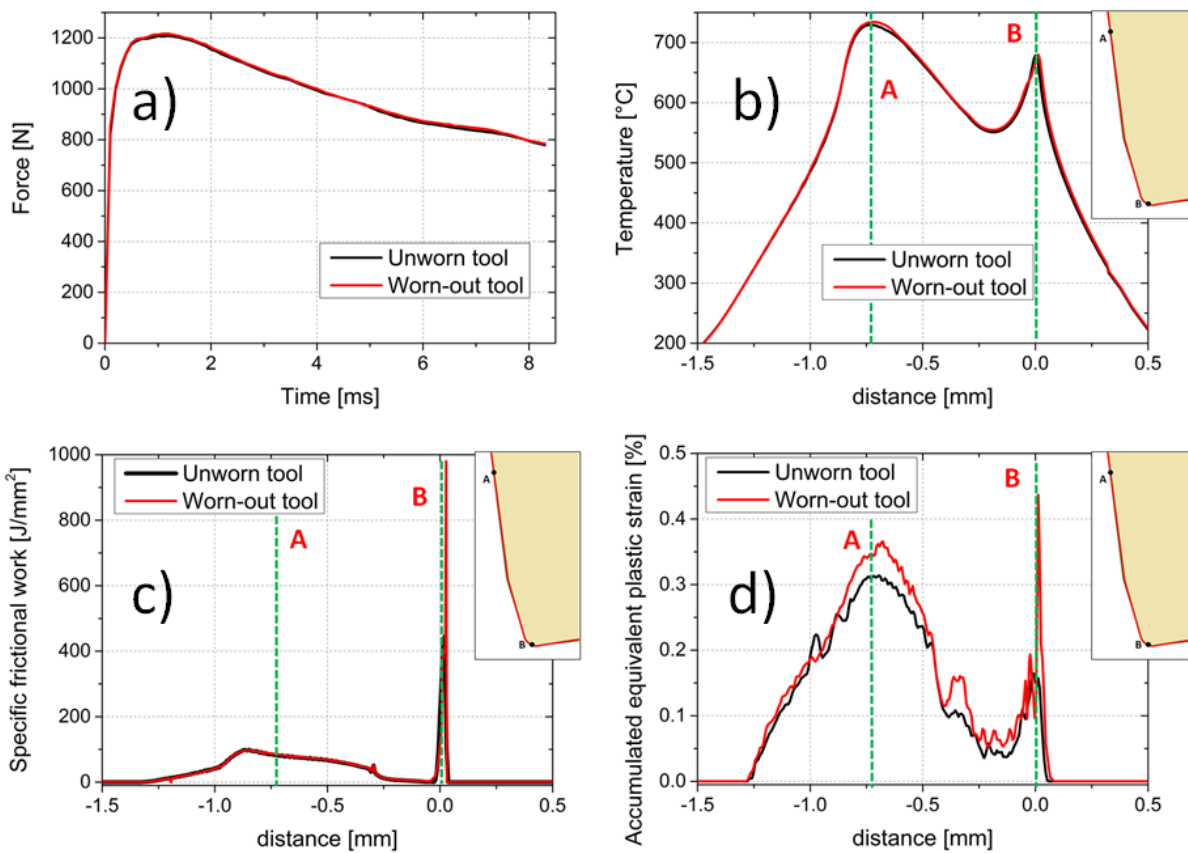 a)
Force [N]
1200
1000
800
600
400
200
0
Unworn tool
Worn-out tool
0 2 4 6 8
Time [ms]
b)
Temperature [°C]
700
600
500
400
300
200
A
B
A
B
Unworn tool
Worn-out tool
-1.5 -1.0 -0.5 0.0 0.5
distance [mm]
c)
Specific frictional work [J/mm²]
1000
800
600
400
200
0
Unworn tool
Worn-out tool
A
B
A
B
-1.5 -1.0 -0.5 0.0 0.5
distance [mm]
d)
Accumulated equivalent plastic strain [%]
0.5
0.4
0.3
0.2
0.1
0.0
Unworn tool
Worn-out tool
A
B
A
B
-1.5 -1.0 -0.5 0.0 0.5
distance [mm]